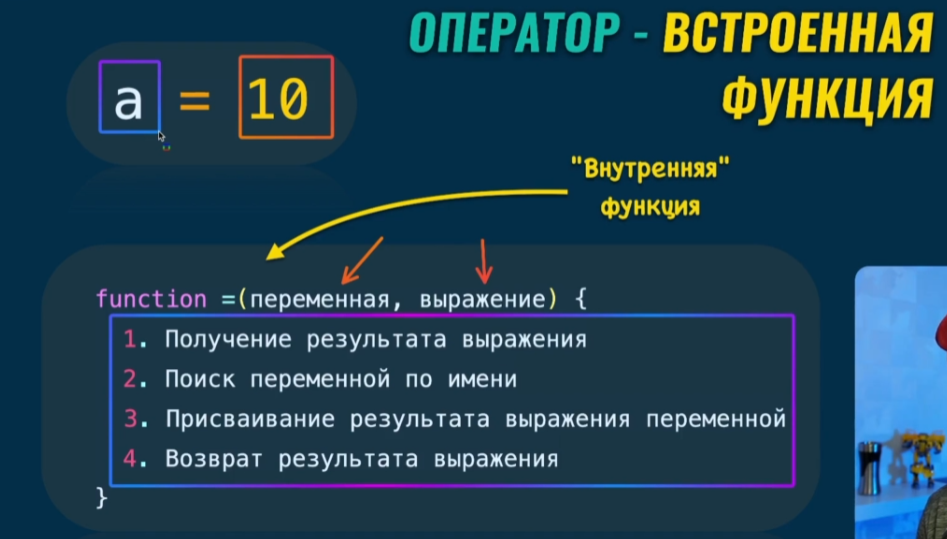 ОПЕРАТОР - ВСТРОЕННАЯ
ФУНКЦИЯ
a = 10
"Внутренняя"
функция
function =(переменная, выражение) {
1. Получение результата выражения
2. Поиск переменной по имени
3. Присваивание результата выражения переменной
4. Возврат результата выражения
}